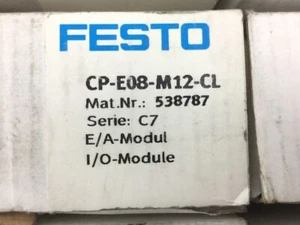 FESTO
CP-E08-M12-CL
Mat.Nr.: 538787
Serie: C7
E/A-Modul
I/O-Module